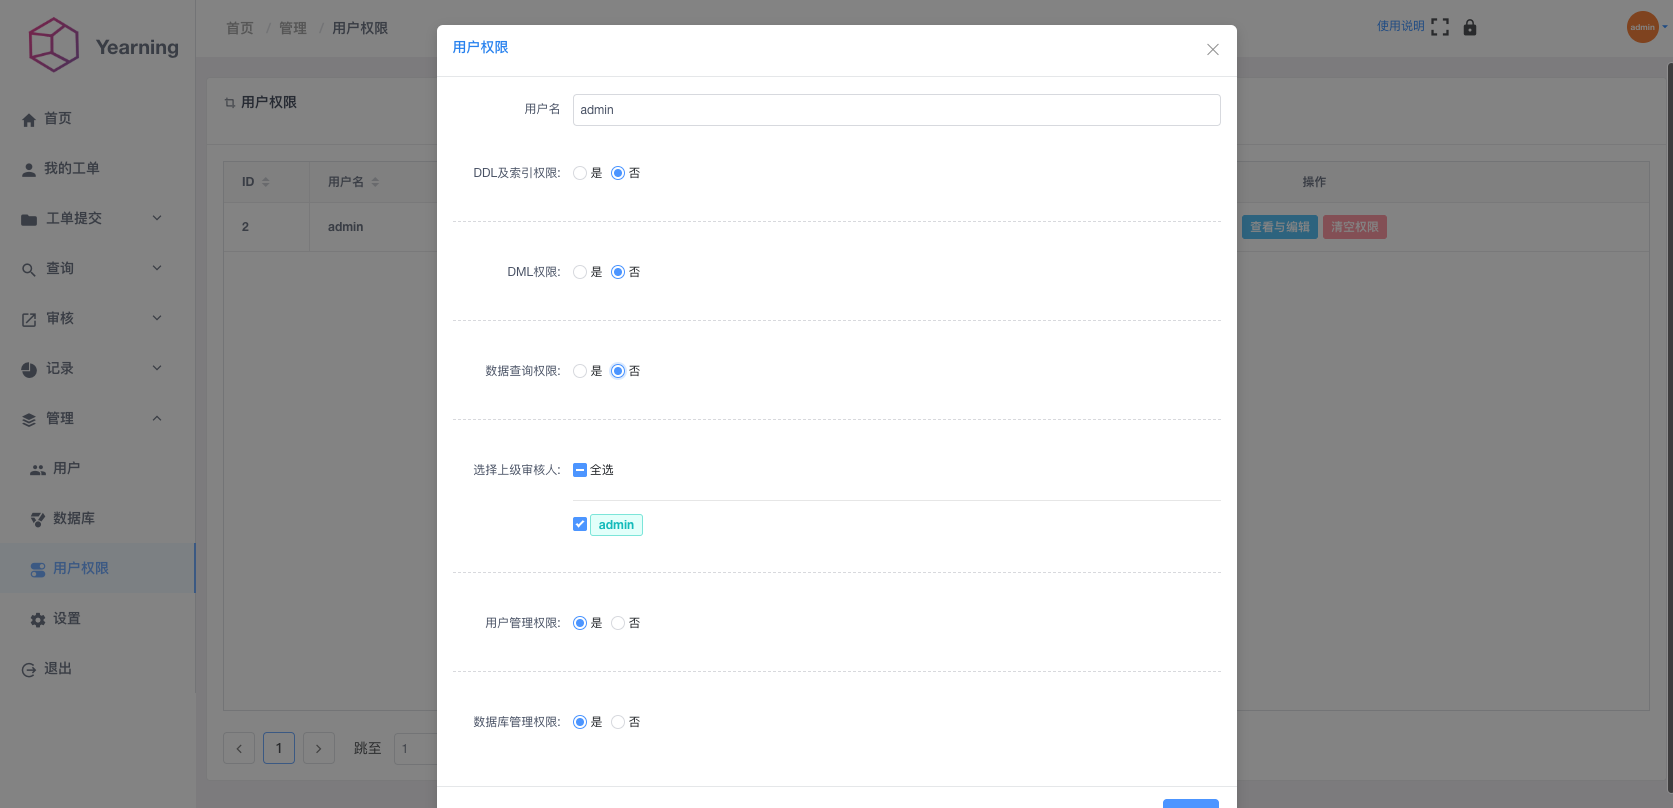 Yearning
首页
我的工单
工单提交
查询
审核
记录
管理
用户
数据库
用户权限
设置
退出
首页 / 管理 / 用户权限
使用说明
admin
用户权限
ID 用户名 操作
2 admin 查看与编辑 清空权限
1 跳至 1
用户权限
用户名 admin
DDL及索引权限: 是 否
DML权限: 是 否
数据查询权限: 是 否
选择上级审核人: 全选
admin
用户管理权限: 是 否
数据库管理权限: 是 否